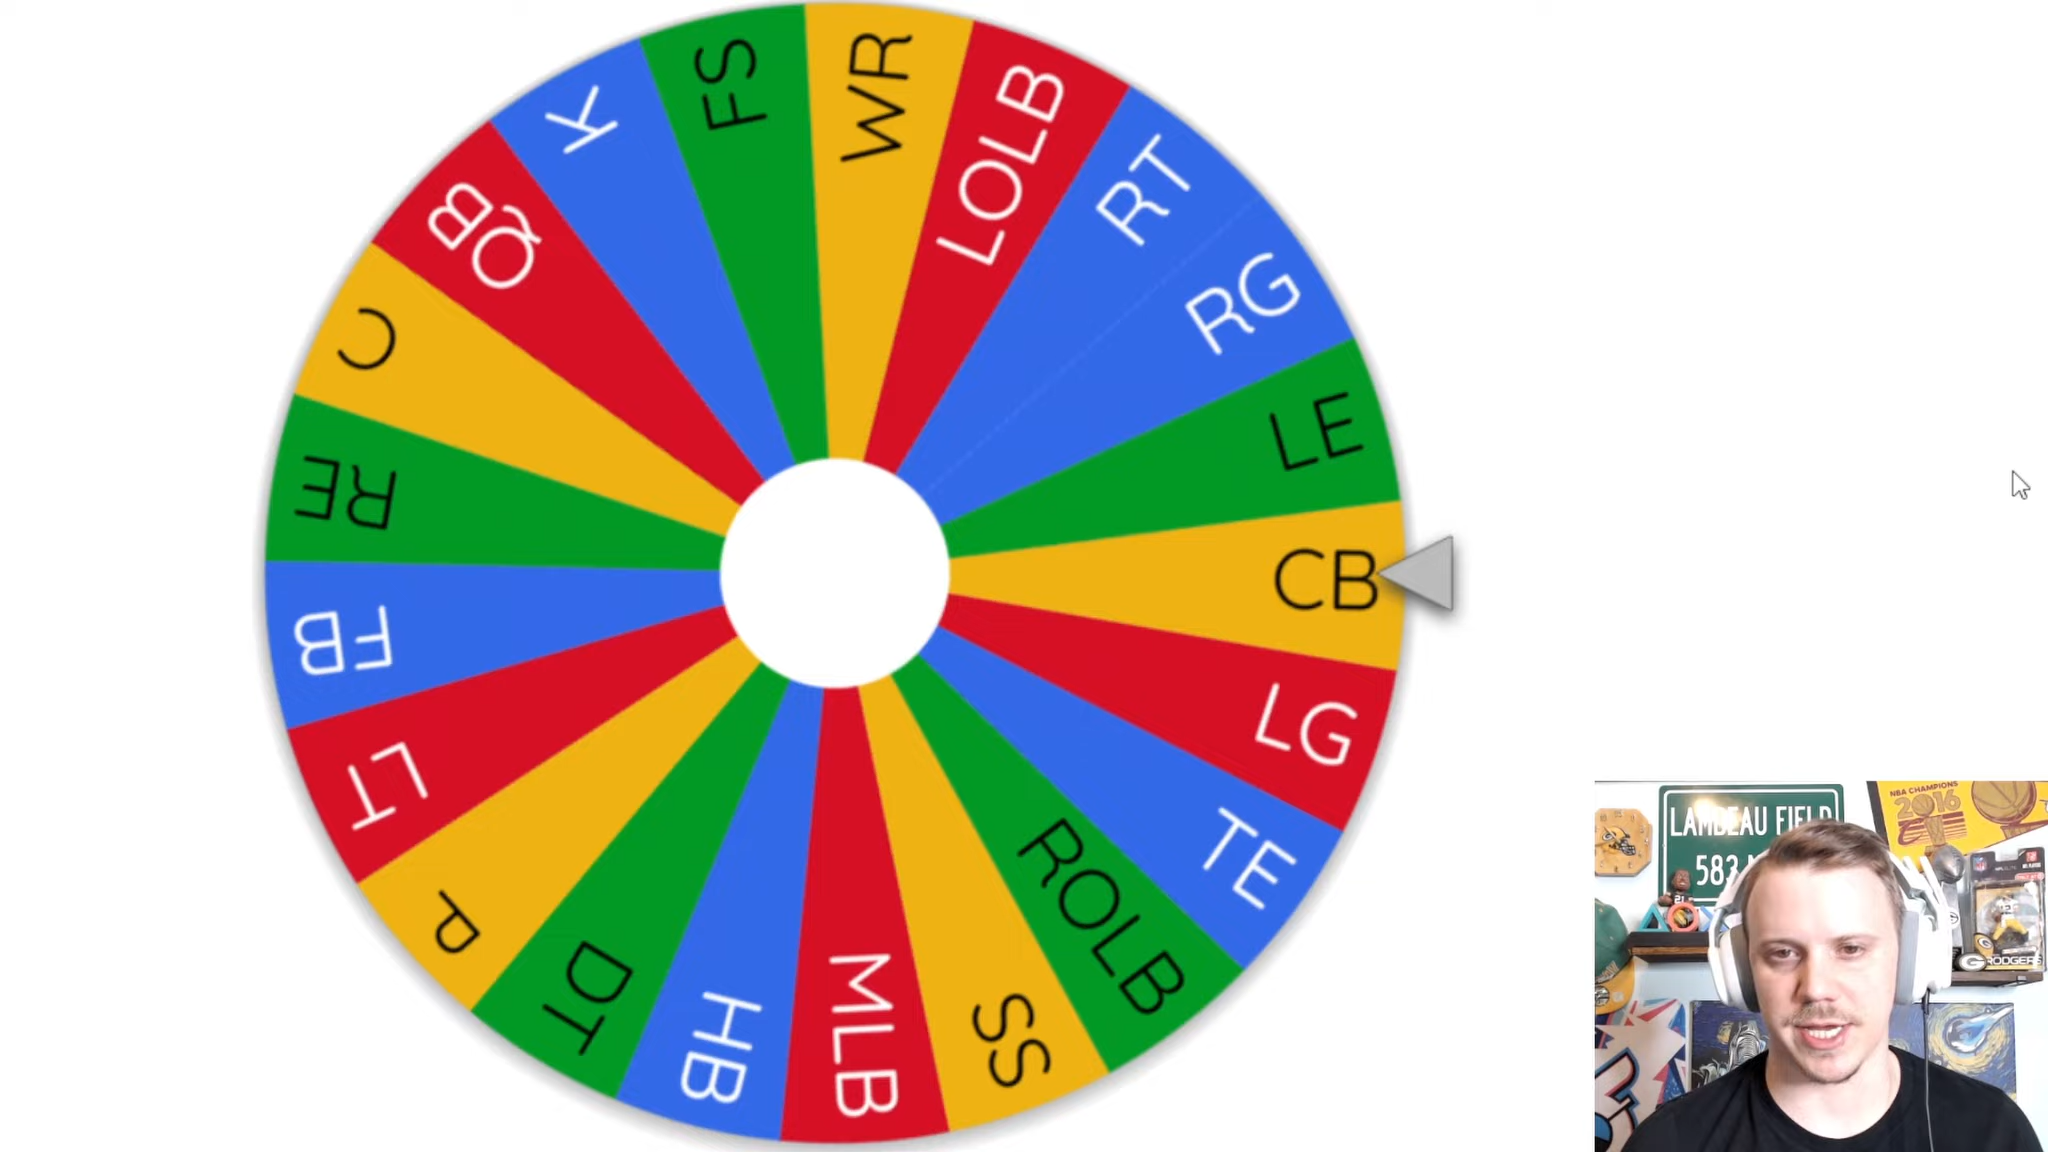 WR
LOLB
RT
RG
LE
CB
LG
TE
ROLB
SS
MLB
HB
DT
P
LT
FB
RE
C
QB
K
FS
NBA CHAMPIONS
2016
LAMBEAU FIELD
583
G RODGERS